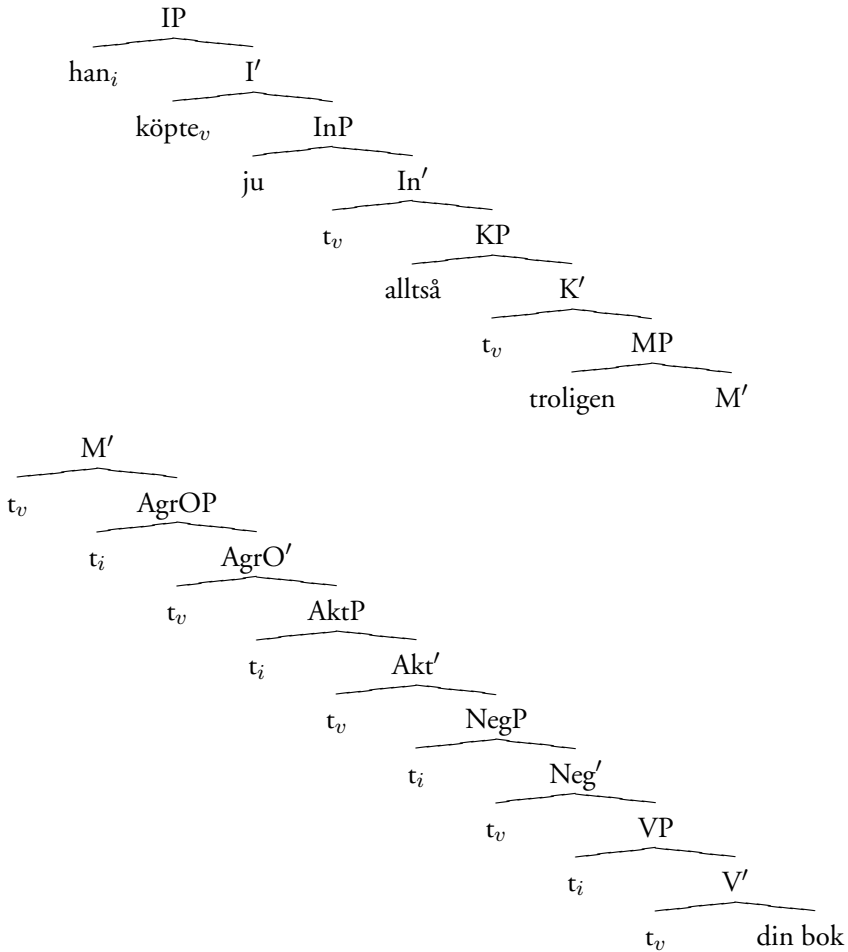 IP
han_i I′
köpte_v InP
ju In′
t_v KP
alltså K′
t_v MP
troligen M′
M′
t_v AgrOP
t_i AgrO′
t_v AktP
t_i Akt′
t_v NegP
t_i Neg′
t_v VP
t_i V′
t_v din bok